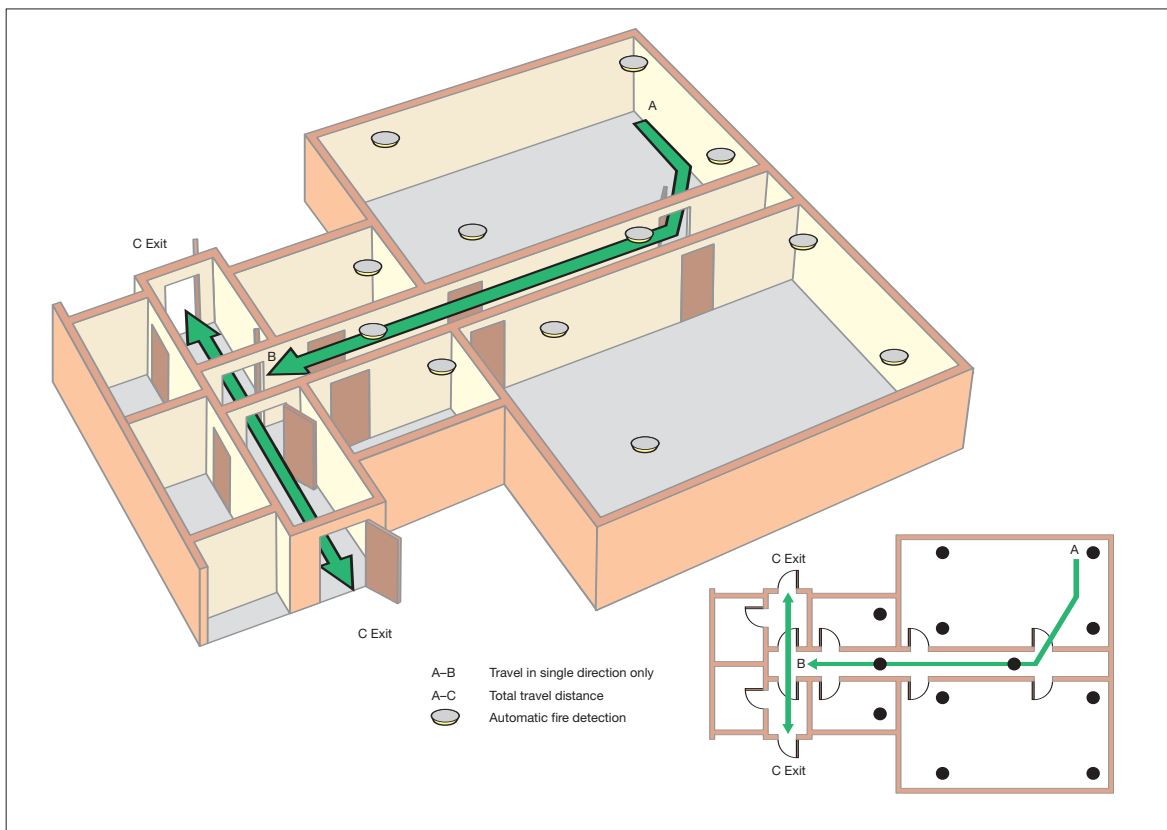 A
C Exit
B
C Exit
A–B Travel in single direction only
A–C Total travel distance
Automatic fire detection
C Exit
A
B
C Exit